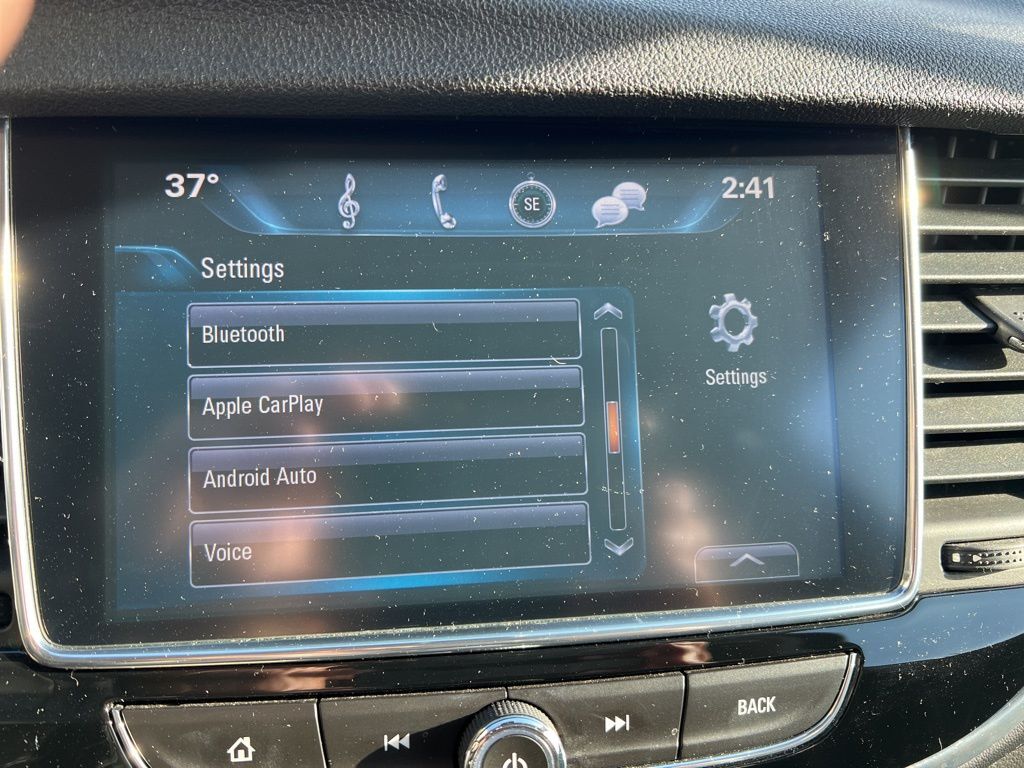 37°
SE
2:41
Settings
Bluetooth
Apple CarPlay
Android Auto
Voice
Settings
BACK